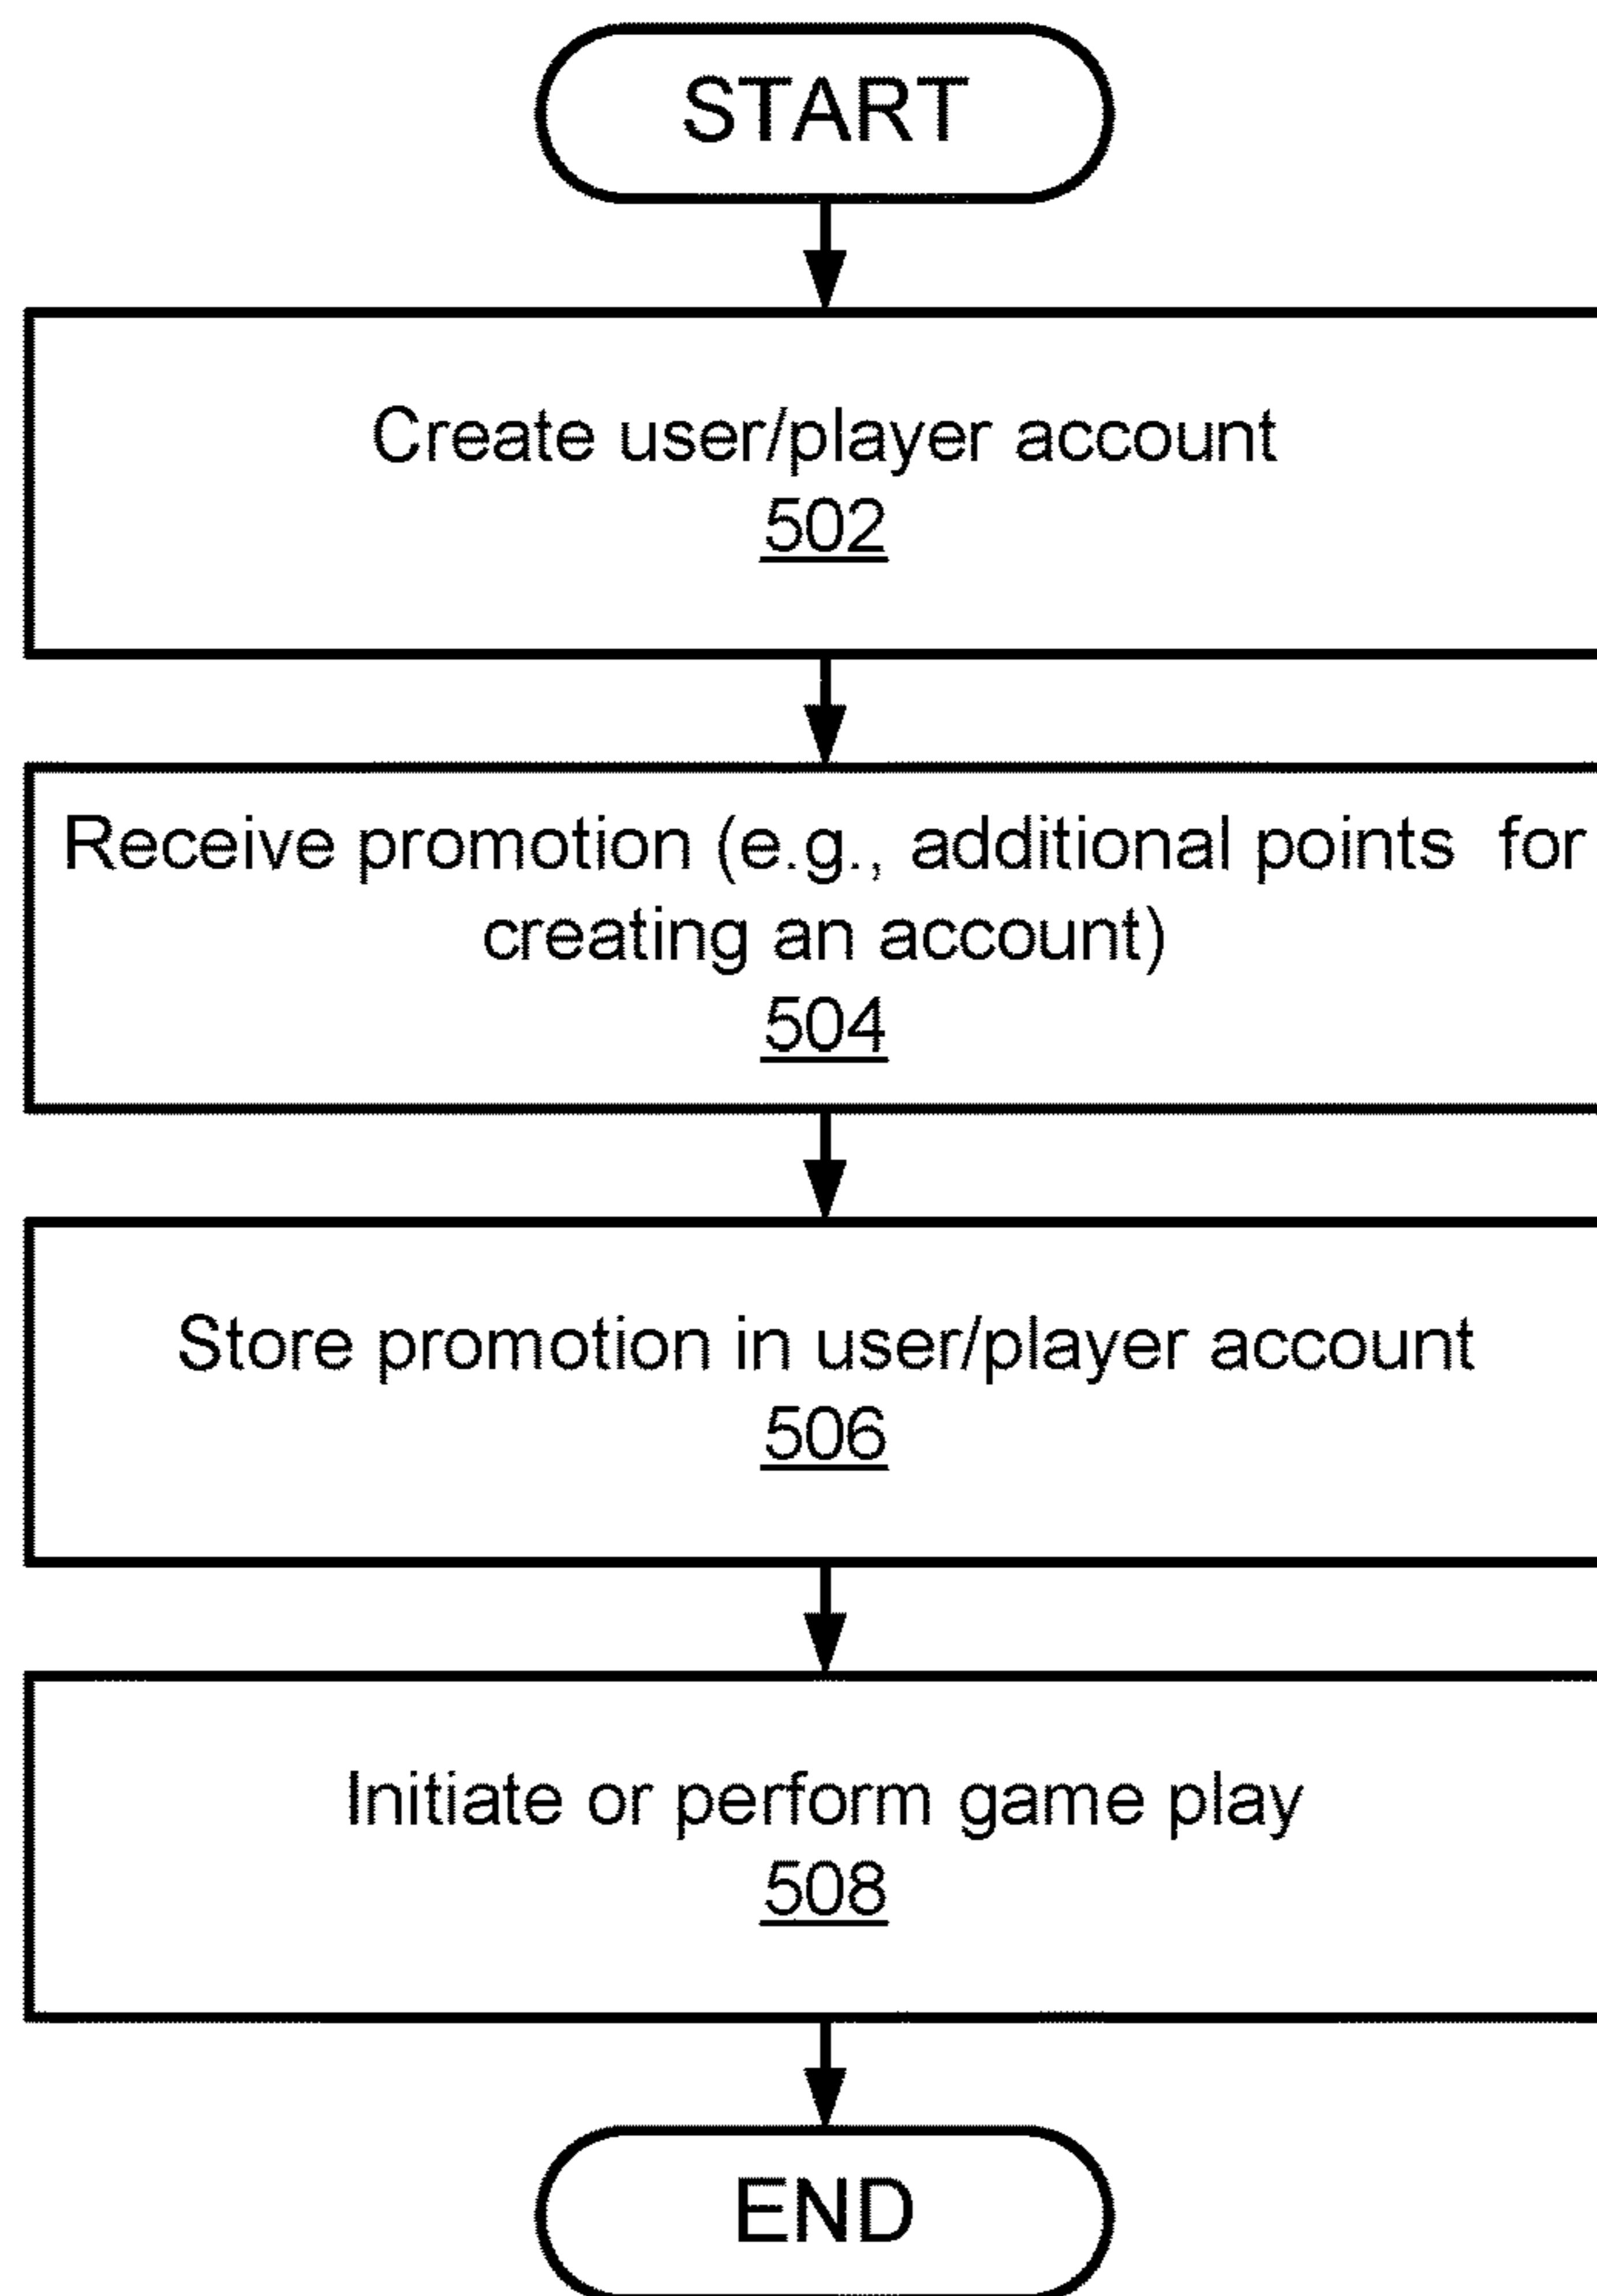 START
Create user/player account
502
Receive promotion (e.g., additional points  for
creating an account)
504
Store promotion in user/player account
506
Initiate or perform game play
508
END